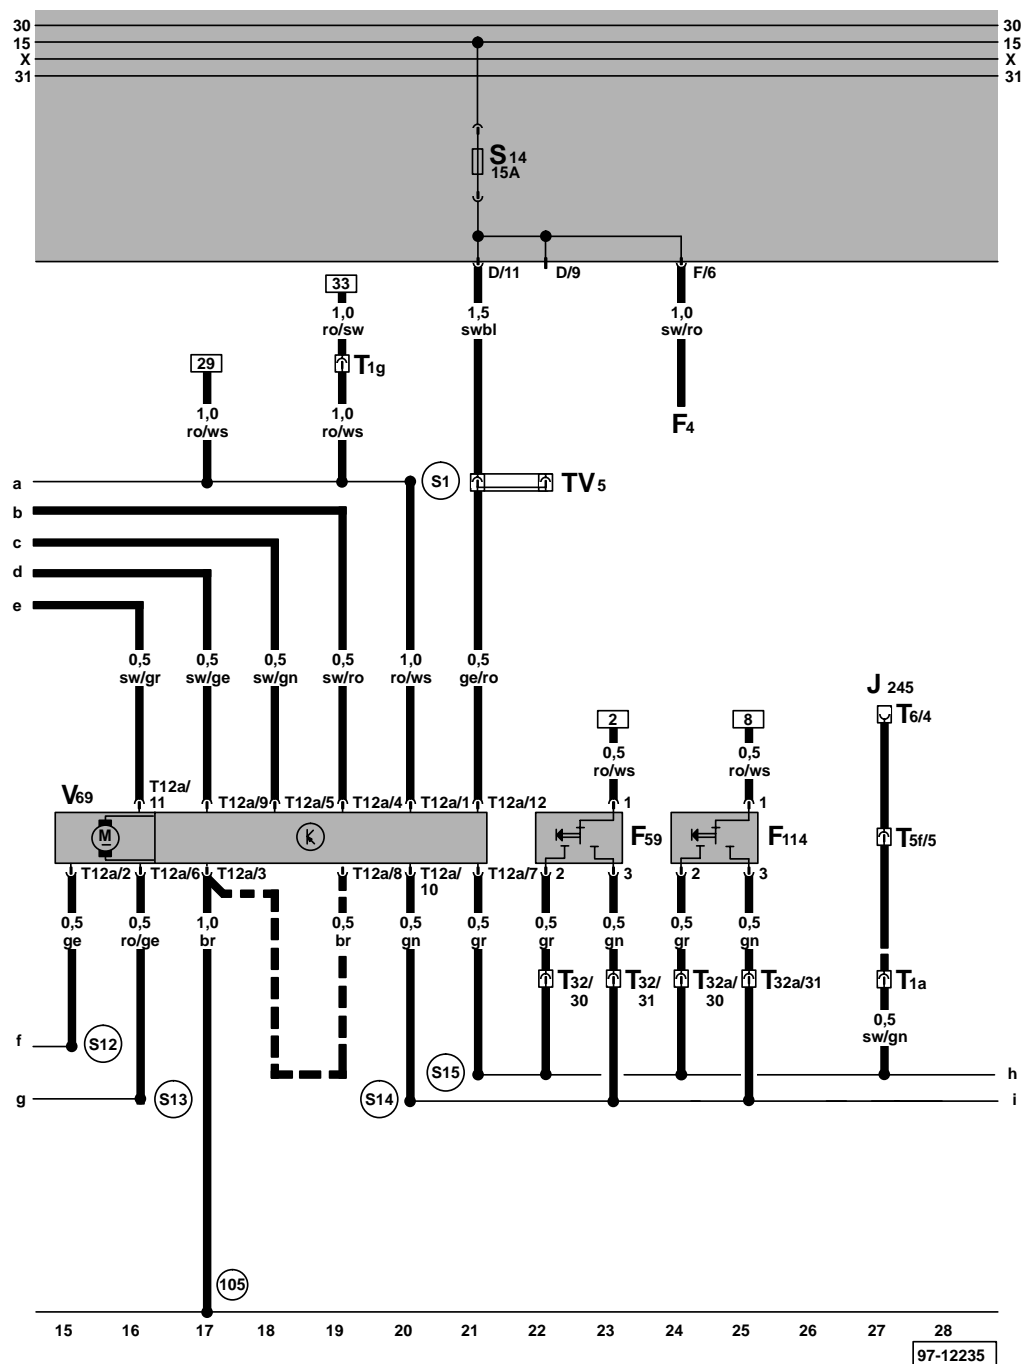 30 30
15 15
X X
31 31
S14
15A
D/11 D/9 F/6
33
1,0 1,5 1,0
ro/sw swbl sw/ro
29 T1g
1,0 1,0
ro/ws ro/ws
F4
a S1 TV5
b
c
d
e
0,5 0,5 0,5 0,5 1,0 0,5
sw/gr sw/ge sw/gn sw/ro ro/ws ge/ro
J 245
2 8 T6/4
0,5 0,5
ro/ws ro/ws
V69 T12a/
11 T12a/9 T12a/5 T12a/4 T12a/1 T12a/12 1 1
M F59 F114 T5f/5
T12a/2 T12a/6 T12a/3 T12a/8 T12a/
10 T12a/7 2 3 2 3
0,5 0,5 1,0 0,5 0,5 0,5 0,5 0,5 0,5 0,5
ge ro/ge br br gn gr gr gn gr gn
T32/
30 T32/
31 T32a/
30 T32a/31 T1a
0,5
sw/gn
f S12
S15 h
g S13 S14 i
105
15 16 17 18 19 20 21 22 23 24 25 26 27 28
97-12235